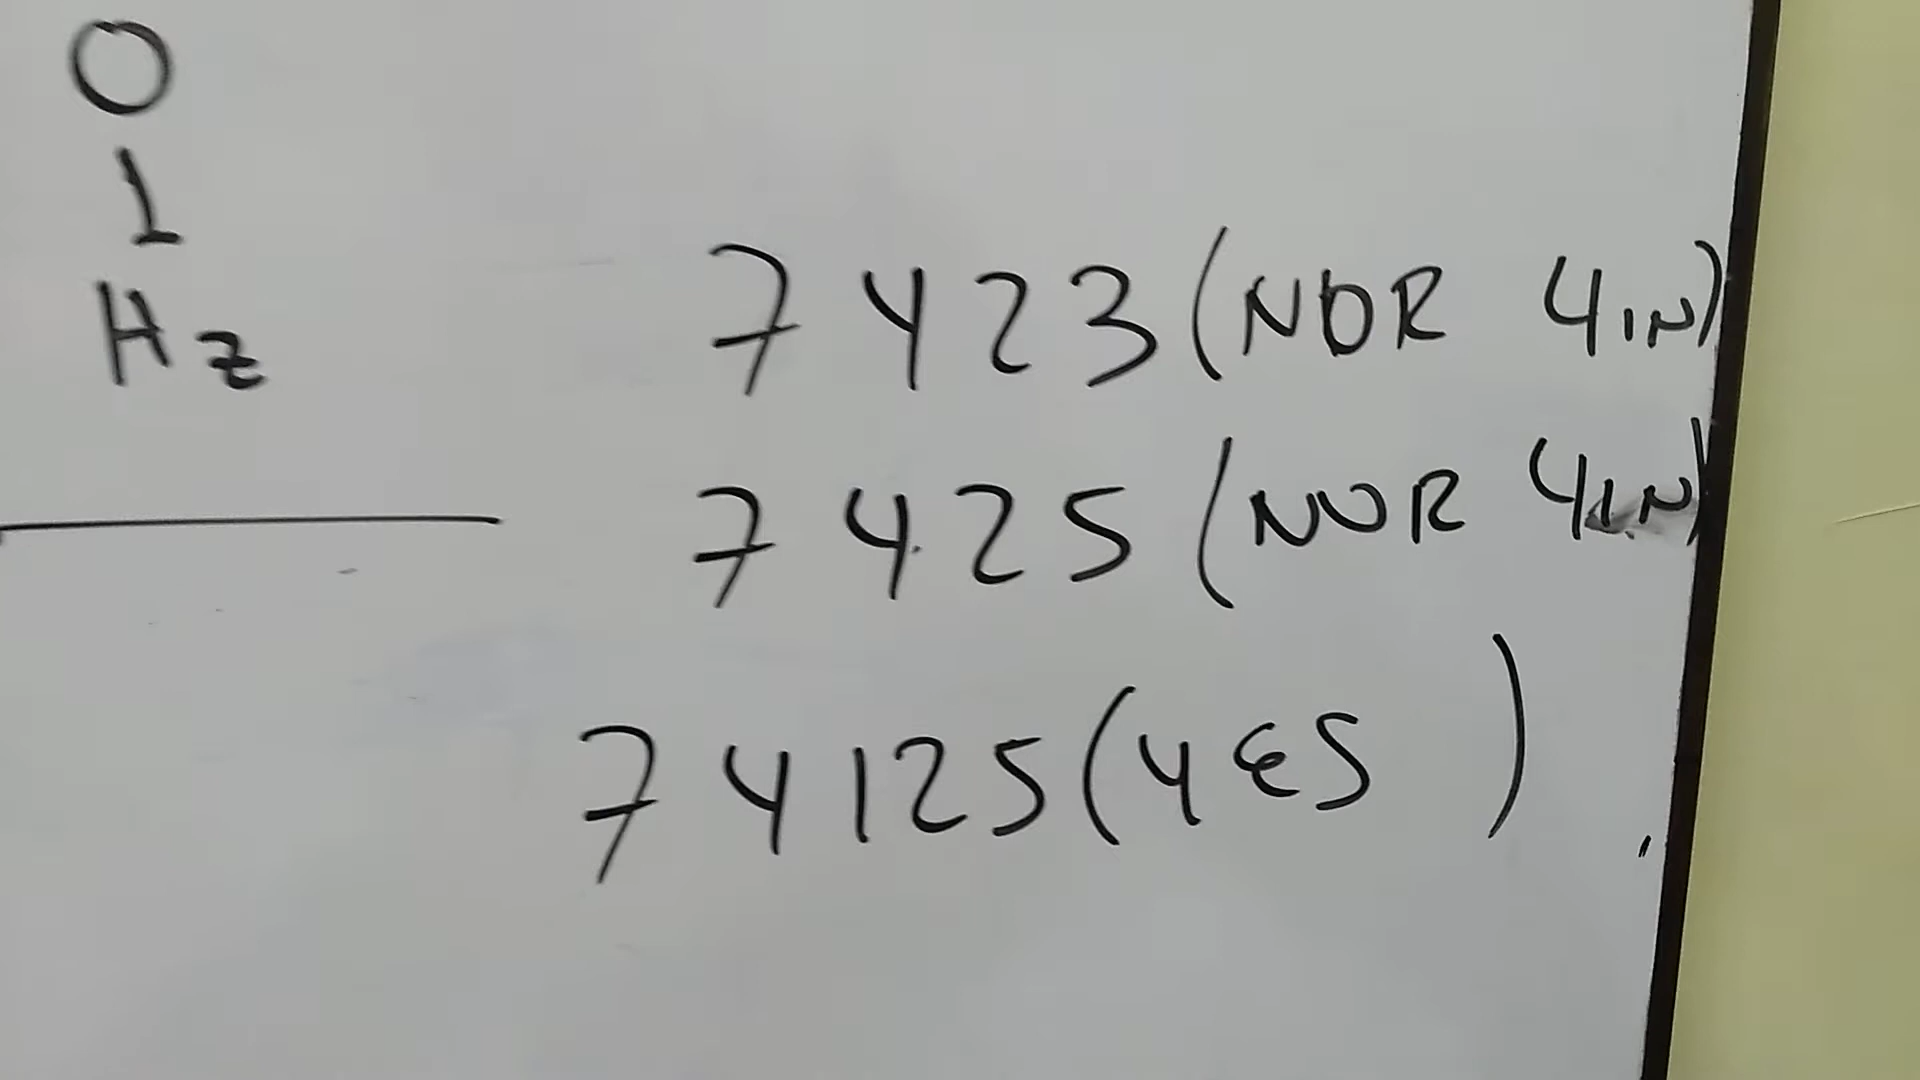 0
1
Hz
7423 (NOR 4IN)
7425 (NOR 4IN)
74125 (YES )